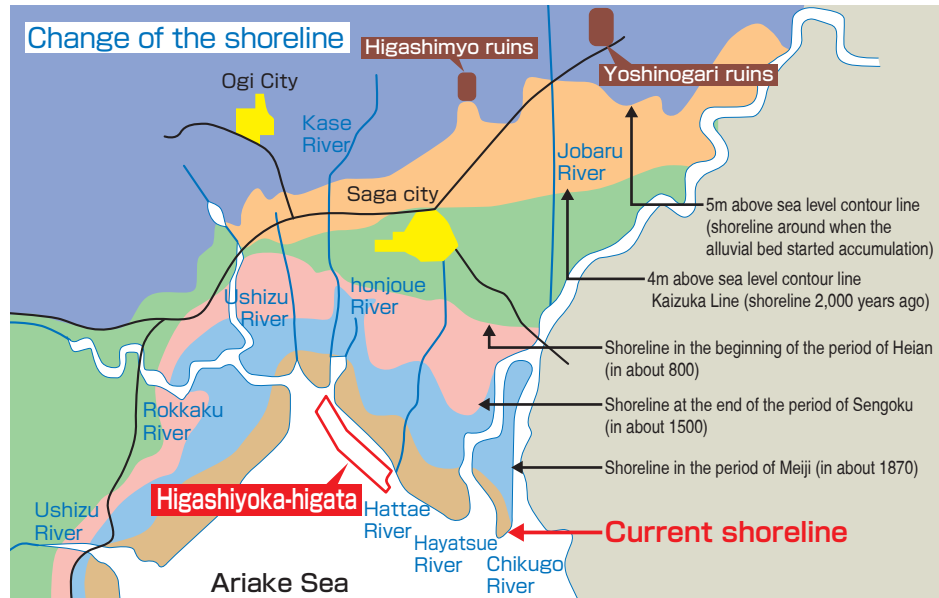 Change of the shoreline
Higashimyo ruins
Yoshinogari ruins
Ogi City
Kase
River
Jobaru
River
Saga city
5m above sea level contour line
(shoreline around when the
alluvial bed started accumulation)
4m above sea level contour line
Kaizuka Line (shoreline 2,000 years ago)
Ushizu
River
honjoue
River
Shoreline in the beginning of the period of Heian
(in about 800)
Rokkaku
River
Shoreline at the end of the period of Sengoku
(in about 1500)
Shoreline in the period of Meiji (in about 1870)
Higashiyoka-higata
Ushizu
River
Hattae
River
Hayatsue
River
Chikugo
River
Current shoreline
Ariake Sea